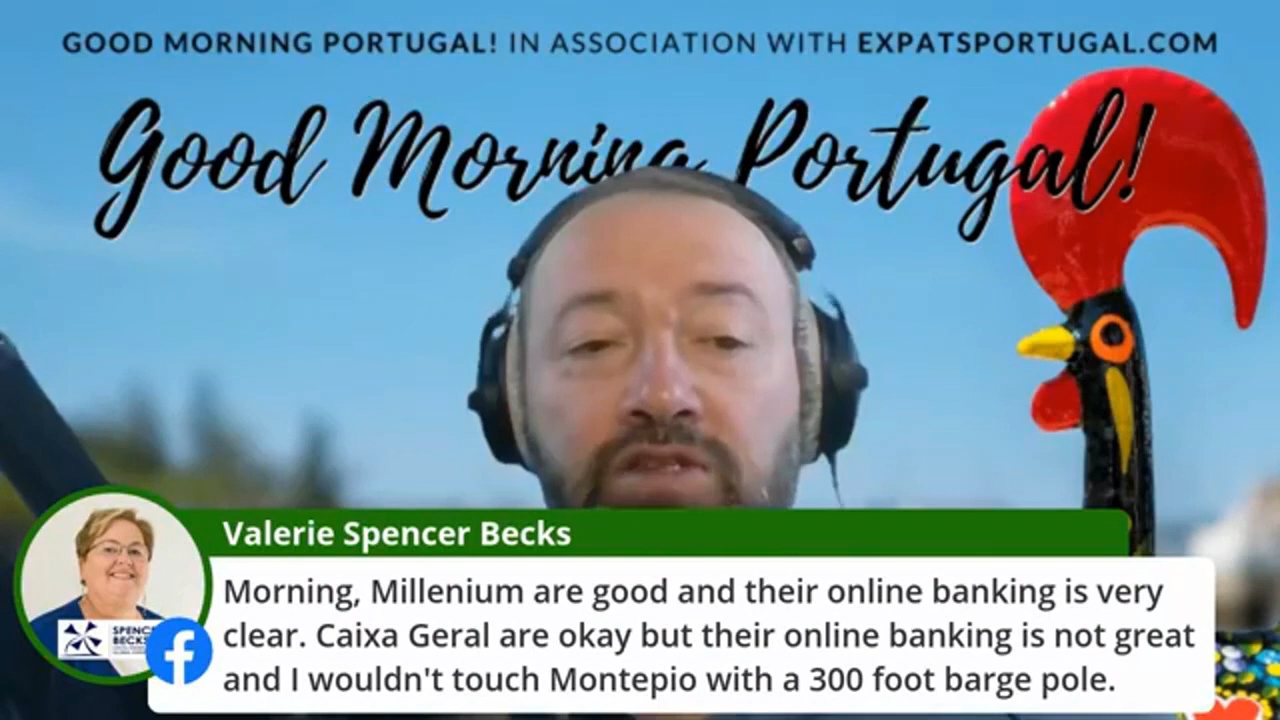 GOOD MORNING PORTUGAL! IN ASSOCIATION WITH EXPATSPORTUGAL.COM
Good Morning Portugal!
Valerie Spencer Becks
Morning, Millenium are good and their online banking is very
clear. Caixa Geral are okay but their online banking is not great
and I wouldn't touch Montepio with a 300 foot barge pole.